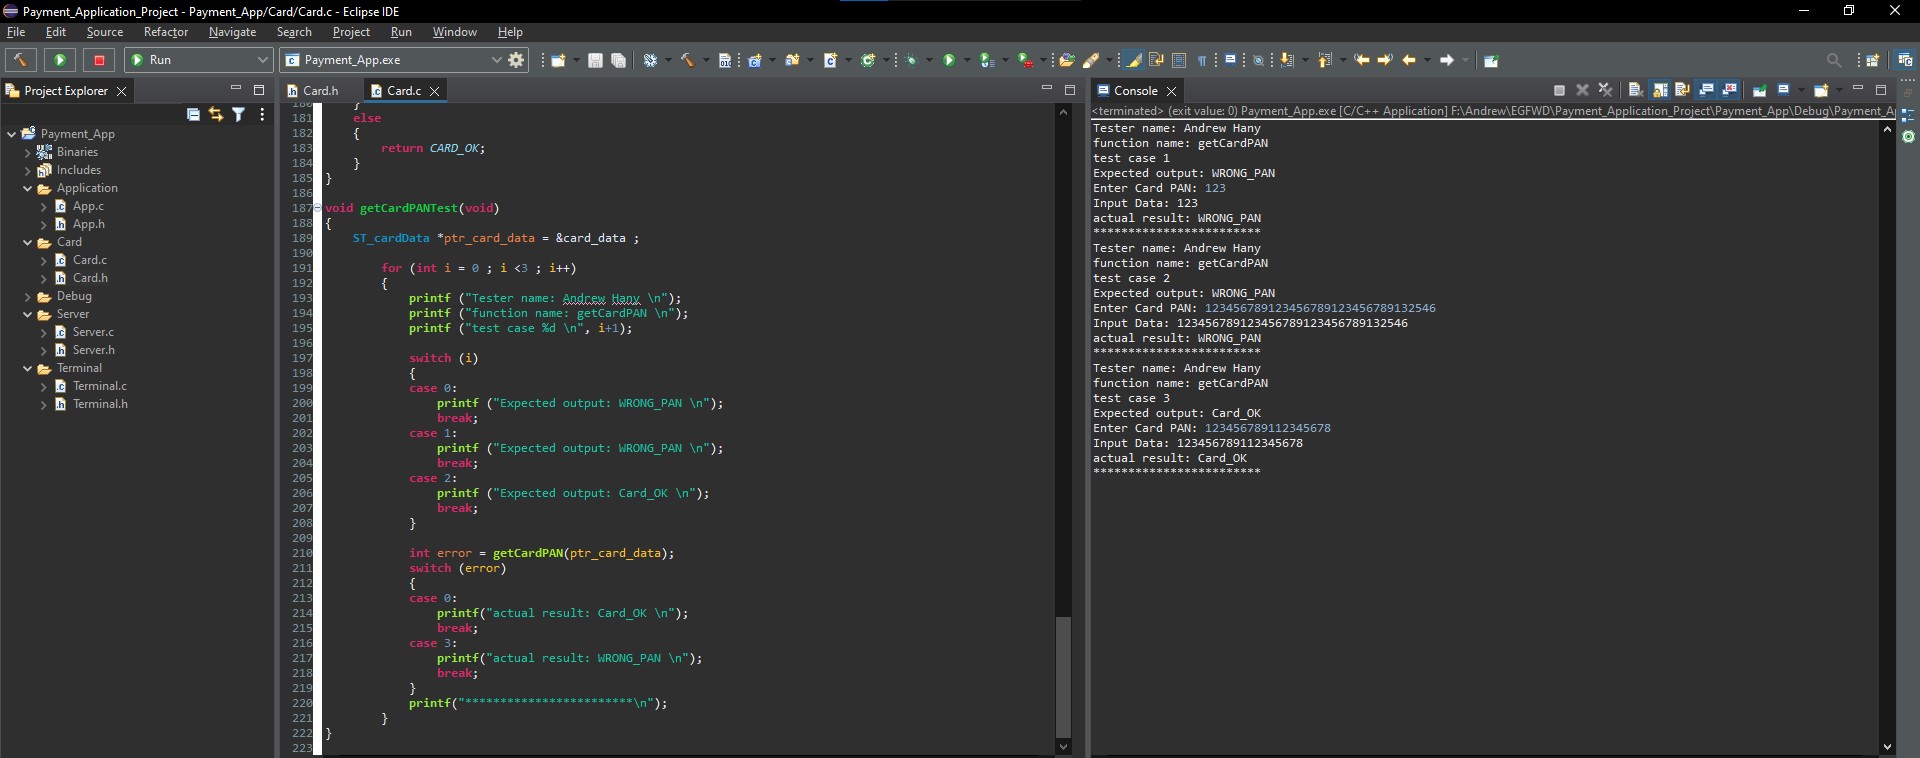 Payment_Application_Project - Payment_App/Card/Card.c - Eclipse IDE
File Edit Source Refactor Navigate Search Project Run Window Help
Run
Payment_App.exe
Project Explorer
Payment_App
Binaries
Includes
Application
App.c
App.h
Card
Card.c
Card.h
Debug
Server
Server.c
Server.h
Terminal
Terminal.c
Terminal.h
Card.h
Card.c
180 }
181 else
182 {
183 return CARD_OK;
184 }
185 }
186
187 void getCardPANTest(void)
188 {
189 ST_cardData *ptr_card_data = &card_data ;
190
191 for (int i = 0 ; i <3 ; i++)
192 {
193 printf ("Tester name: Andrew Hany \n");
194 printf ("function name: getCardPAN \n");
195 printf ("test case %d \n", i+1);
196
197 switch (i)
198 {
199 case 0:
200 printf ("Expected output: WRONG_PAN \n");
201 break;
202 case 1:
203 printf ("Expected output: WRONG_PAN \n");
204 break;
205 case 2:
206 printf ("Expected output: Card_OK \n");
207 break;
208 }
209
210 int error = getCardPAN(ptr_card_data);
211 switch (error)
212 {
213 case 0:
214 printf("actual result: Card_OK \n");
215 break;
216 case 3:
217 printf("actual result: WRONG_PAN \n");
218 break;
219 }
220 printf("************************\n");
221 }
222 }
223
Console
<terminated> (exit value: 0) Payment_App.exe [C/C++ Application] F:\Andrew\EGFWD\Payment_Application_Project\Payment_App\Debug\Payment_A
Tester name: Andrew Hany
function name: getCardPAN
test case 1
Expected output: WRONG_PAN
Enter Card PAN: 123
Input Data: 123
actual result: WRONG_PAN
************************
Tester name: Andrew Hany
function name: getCardPAN
test case 2
Expected output: WRONG_PAN
Enter Card PAN: 123456789123456789123456789132546
Input Data: 123456789123456789123456789132546
actual result: WRONG_PAN
************************
Tester name: Andrew Hany
function name: getCardPAN
test case 3
Expected output: Card_OK
Enter Card PAN: 123456789112345678
Input Data: 123456789112345678
actual result: Card_OK
************************